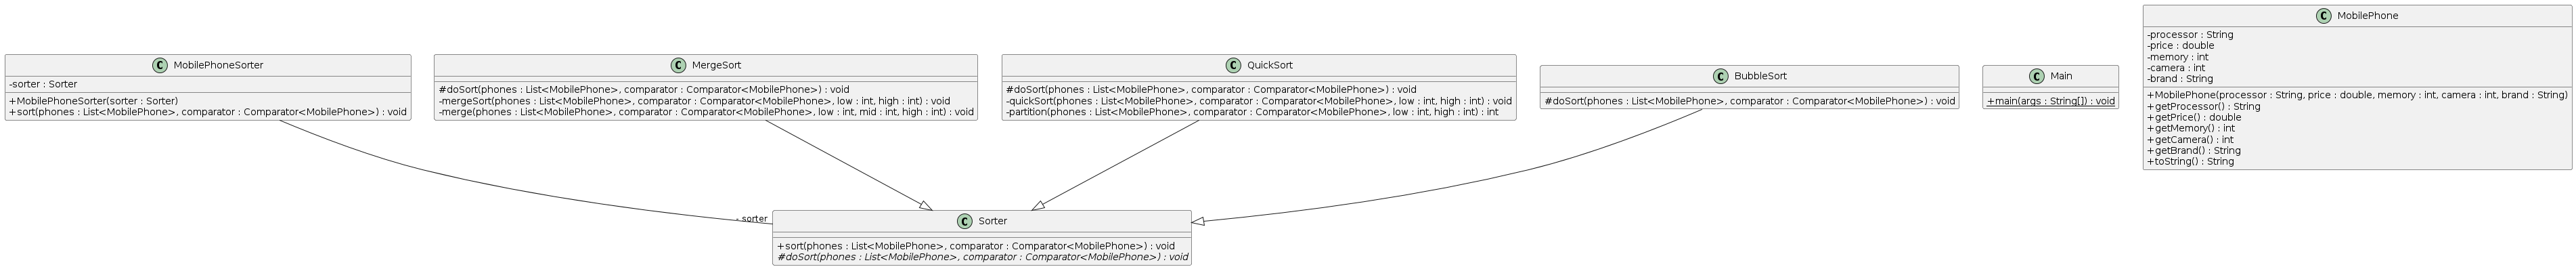 MobilePhoneSorter
-sorter : Sorter
+MobilePhoneSorter(sorter : Sorter)
+sort(phones : List<MobilePhone>, comparator : Comparator<MobilePhone>) : void
MergeSort
#doSort(phones : List<MobilePhone>, comparator : Comparator<MobilePhone>) : void
-mergeSort(phones : List<MobilePhone>, comparator : Comparator<MobilePhone>, low : int, high : int) : void
-merge(phones : List<MobilePhone>, comparator : Comparator<MobilePhone>, low : int, mid : int, high : int) : void
QuickSort
#doSort(phones : List<MobilePhone>, comparator : Comparator<MobilePhone>) : void
-quickSort(phones : List<MobilePhone>, comparator : Comparator<MobilePhone>, low : int, high : int) : void
-partition(phones : List<MobilePhone>, comparator : Comparator<MobilePhone>, low : int, high : int) : int
BubbleSort
#doSort(phones : List<MobilePhone>, comparator : Comparator<MobilePhone>) : void
Main
+main(args : String[]) : void
MobilePhone
-processor : String
-price : double
-memory : int
-camera : int
-brand : String
+MobilePhone(processor : String, price : double, memory : int, camera : int, brand : String)
+getProcessor() : String
+getPrice() : double
+getMemory() : int
+getCamera() : int
+getBrand() : String
+toString() : String
- sorter
Sorter
+sort(phones : List<MobilePhone>, comparator : Comparator<MobilePhone>) : void
#doSort(phones : List<MobilePhone>, comparator : Comparator<MobilePhone>) : void